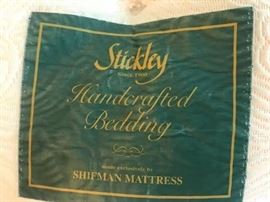 Stickley
SINCE 1900
Handcrafted
Bedding
made exclusively by
SHIFMAN MATTRESS